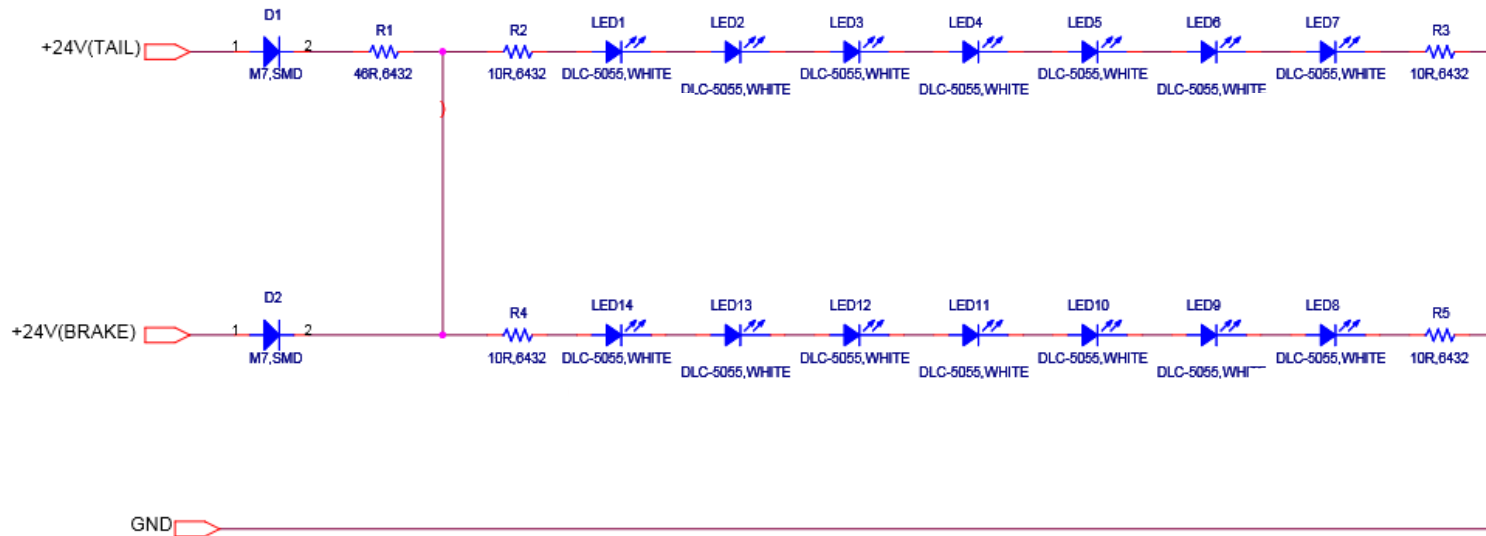 D1
R1
R2
LED1
LED2
LED3
LED4
LED5
LED6
LED7
R3
+24V(TAIL)
1
2
M7,SMD
46R,6432
10R,6432
DLC-5055,WHITE
DLC-5055,WHITE
DLC-5055,WHITE
DLC-5055,WHITE
DLC-5055,WHITE
DLC-5055,WHITE
DLC-5055,WHITE
10R,6432
D2
R4
LED14
LED13
LED12
LED11
LED10
LED9
LED8
R5
+24V(BRAKE)
1
2
M7,SMD
10R,6432
DLC-5055,WHITE
DLC-5055,WHITE
DLC-5055,WHITE
DLC-5055,WHITE
DLC-5055,WHITE
DLC-5055
DLC-5055,WHITE
10R,6432
GND